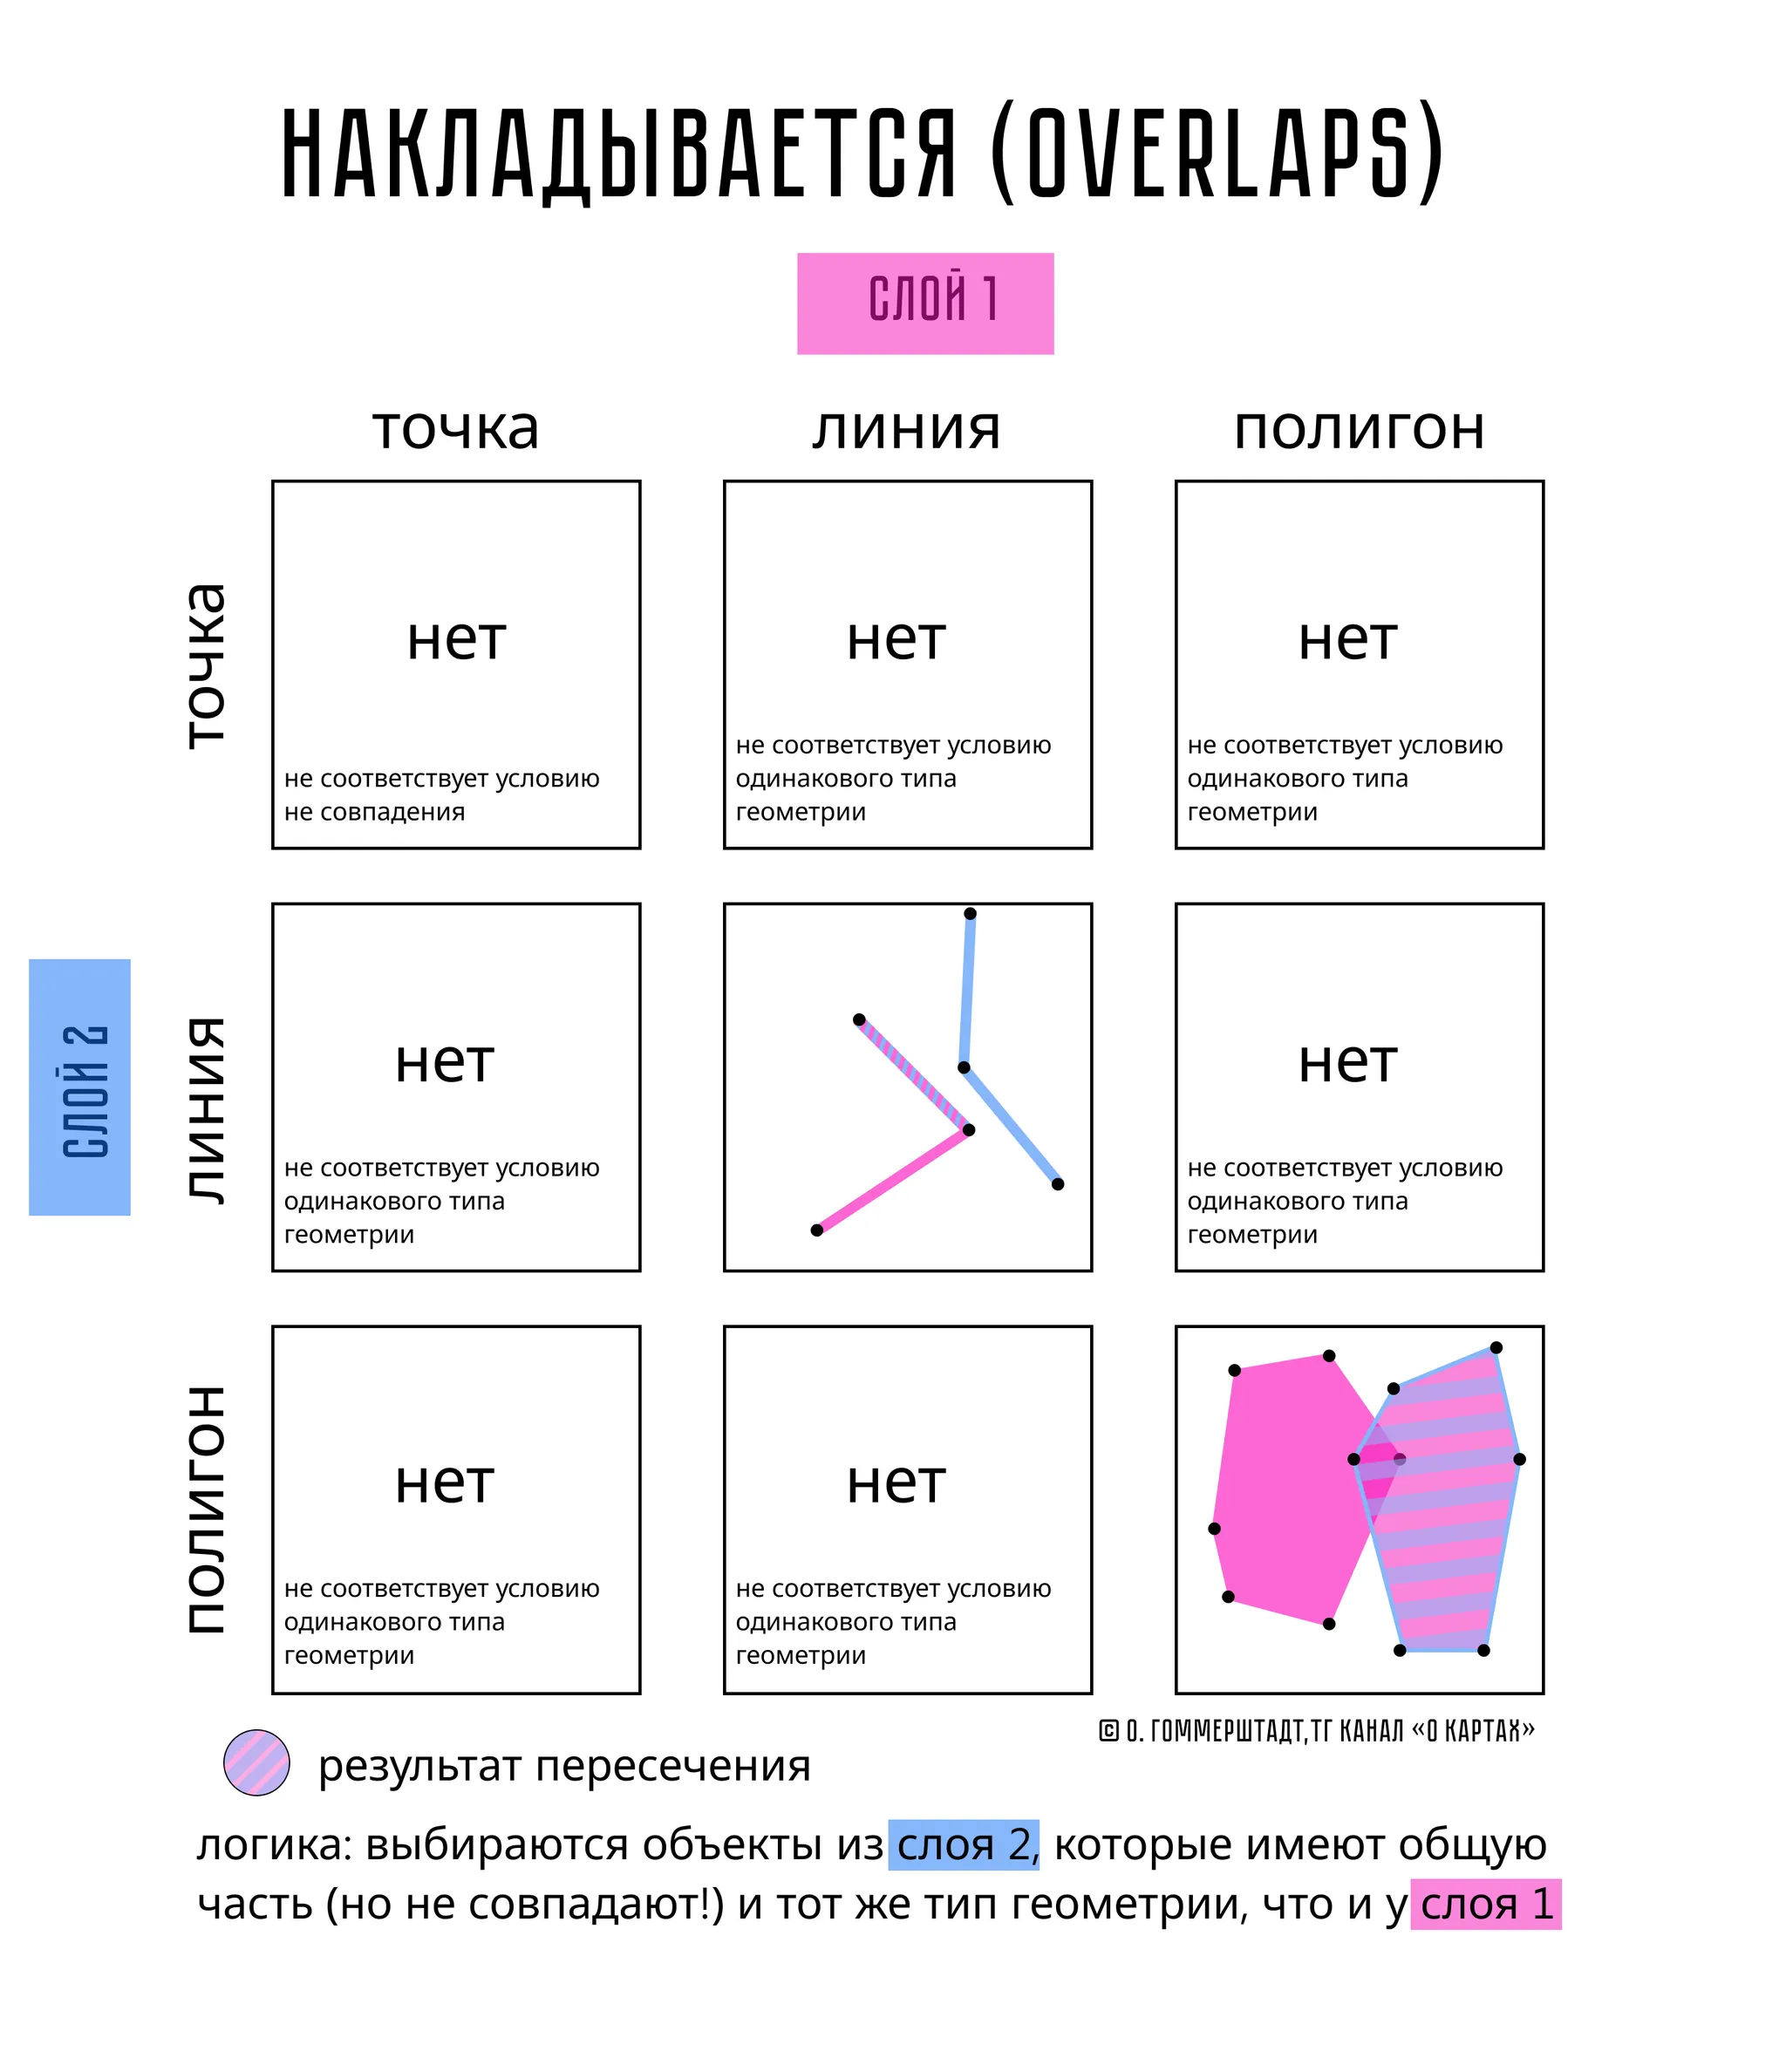 НАКЛАДЫВАЕТСЯ (OVERLAPS)
СЛОЙ 1
точка
линия
полигон
точка
нет
не соответствует условию
не совпадения
нет
не соответствует условию
одинакового типа
геометрии
нет
не соответствует условию
одинакового типа
геометрии
СЛОЙ 2
линия
нет
не соответствует условию
одинакового типа
геометрии
нет
не соответствует условию
одинакового типа
геометрии
полигон
нет
не соответствует условию
одинакового типа
геометрии
нет
не соответствует условию
одинакового типа
геометрии
© О. ГОММЕРШТАДТ,ТГ КАНАЛ «О КАРТАХ»
результат пересечения
логика: выбираются объекты из слоя 2, которые имеют общую
часть (но не совпадают!) и тот же тип геометрии, что и у слоя 1